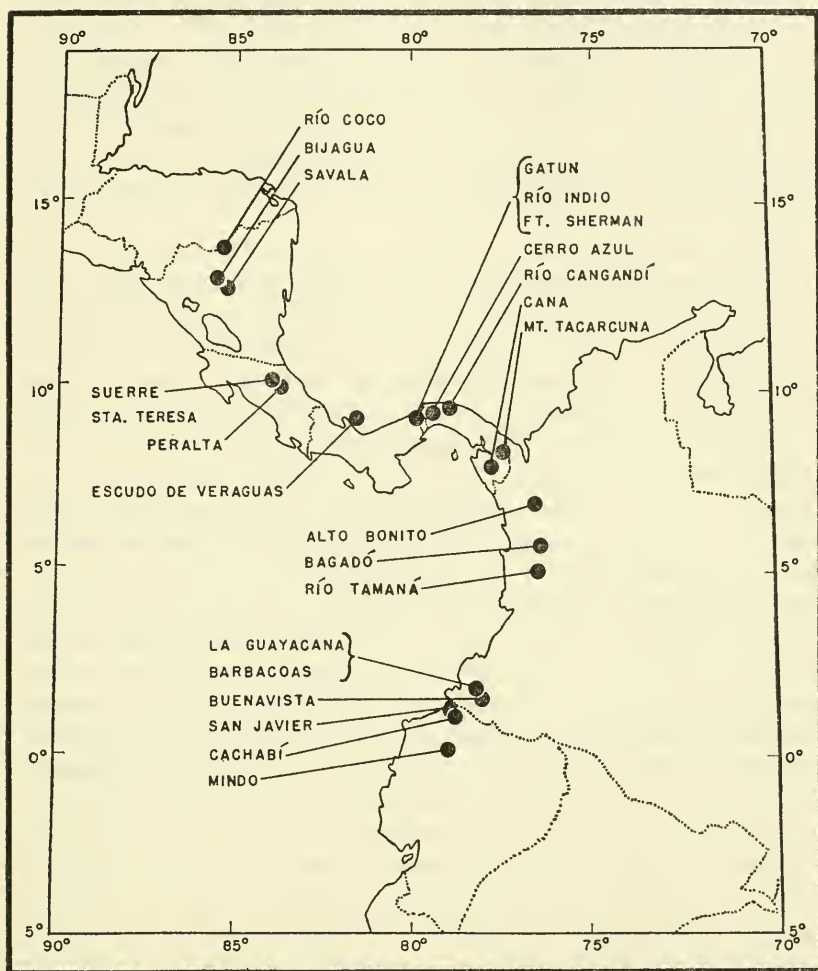 90° 85° 80° 75° 70°
RÍO COCO
BIJAGUA
SAVALA
GATUN
RÍO INDIO
FT. SHERMAN
CERRO AZUL
RÍO CANGANDÍ
CANA
MT. TACARCUNA
15° 15°
10° 10°
SUERRE
STA. TERESA
PERALTA
ESCUDO DE VERAGUAS
ALTO BONITO
BAGADÓ
RÍO TAMANÁ
5° 5°
LA GUAYACANA
BARBACOAS
BUENAVISTA
SAN JAVIER
CACHABÍ
MINDO
0° 0°
5° 5°
90° 85° 80° 75° 70°